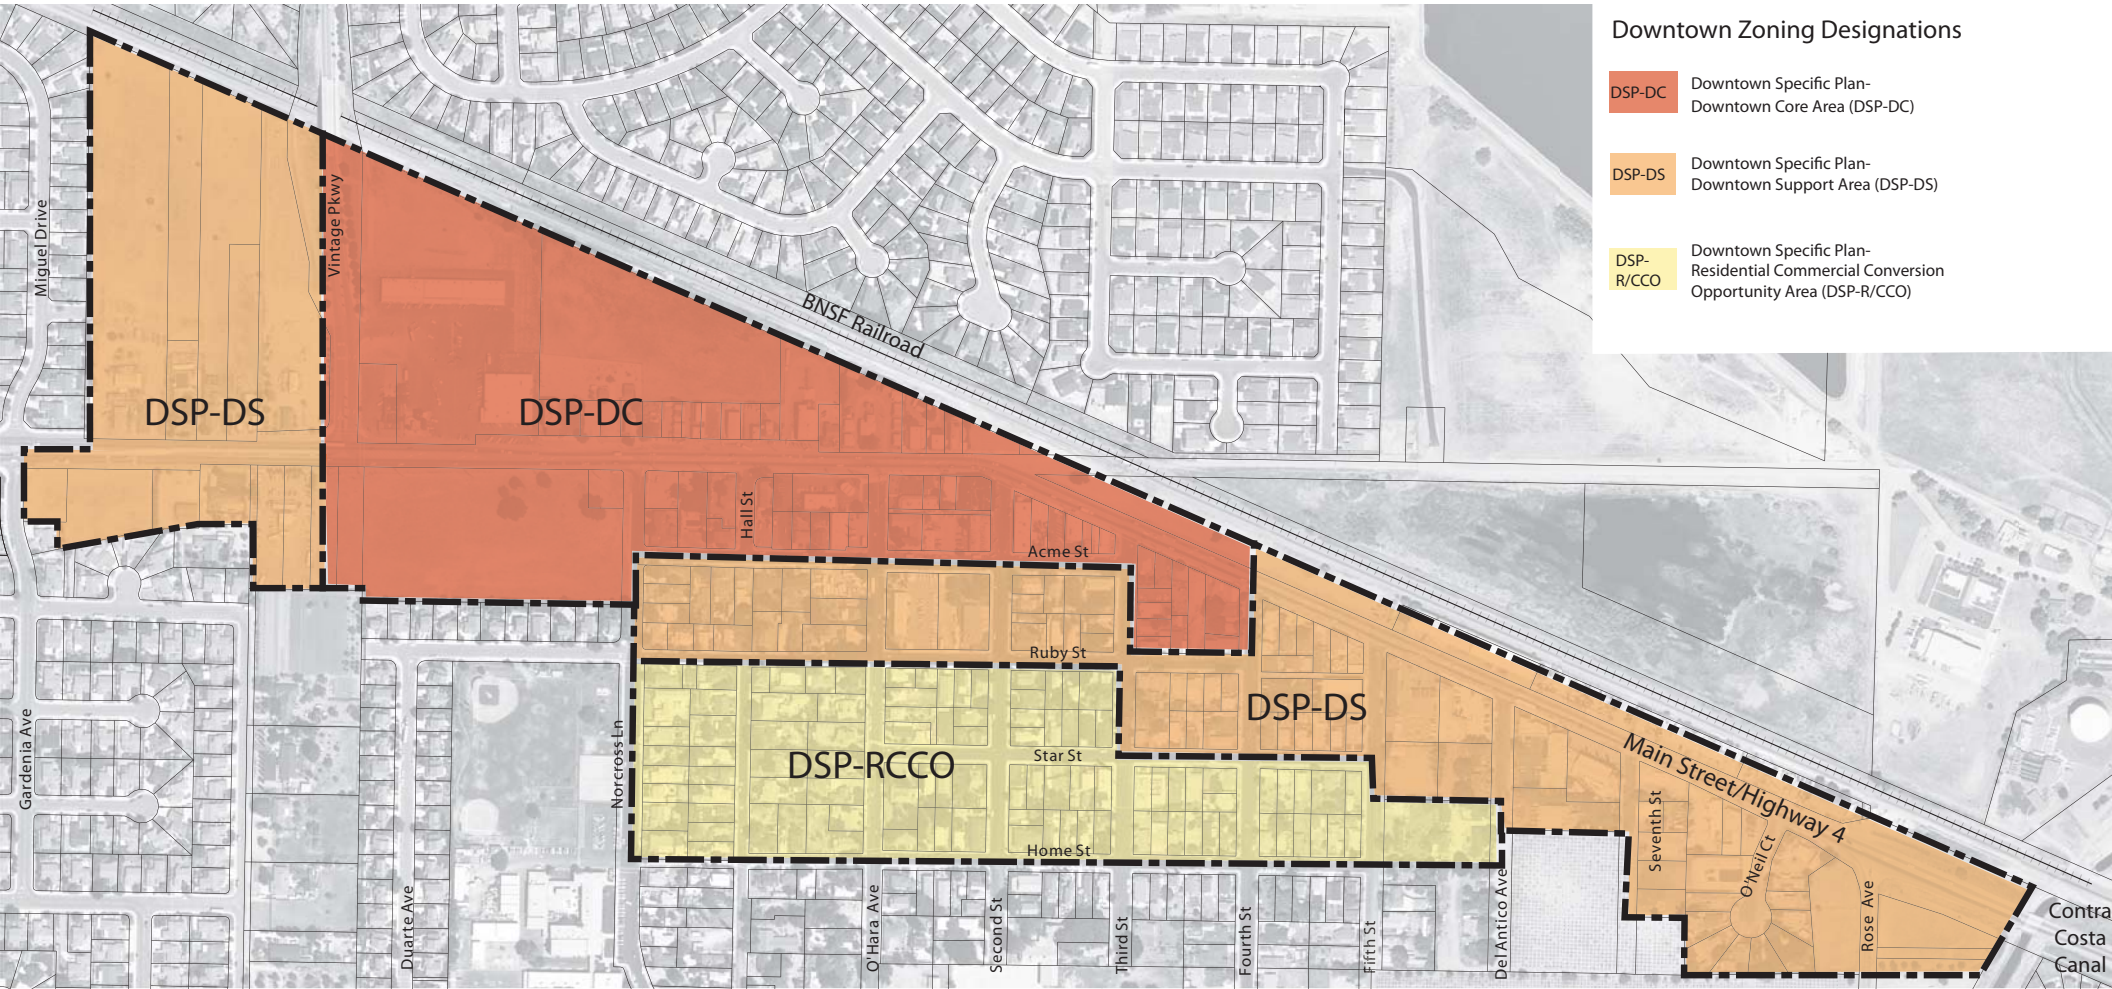 Downtown Zoning Designations
DSP-DC
Downtown Specific Plan-
Downtown Core Area (DSP-DC)
DSP-DS
Downtown Specific Plan-
Downtown Support Area (DSP-DS)
DSP-
R/CCO
Downtown Specific Plan-
Residential Commercial Conversion
Opportunity Area (DSP-R/CCO)
Miguel Drive
Vintage Pkwy
BNSF Railroad
DSP-DS
DSP-DC
Hall St
Acme St
Ruby St
DSP-DS
Gardenia Ave
Norcross Ln
DSP-RCCO
Star St
Main Street/Highway 4
Home St
Seventh St
O'Neil Ct
Rose Ave
Duarte Ave
O'Hara Ave
Second St
Third St
Fourth St
Fifth St
Del Antico Ave
Contra
Costa
Canal